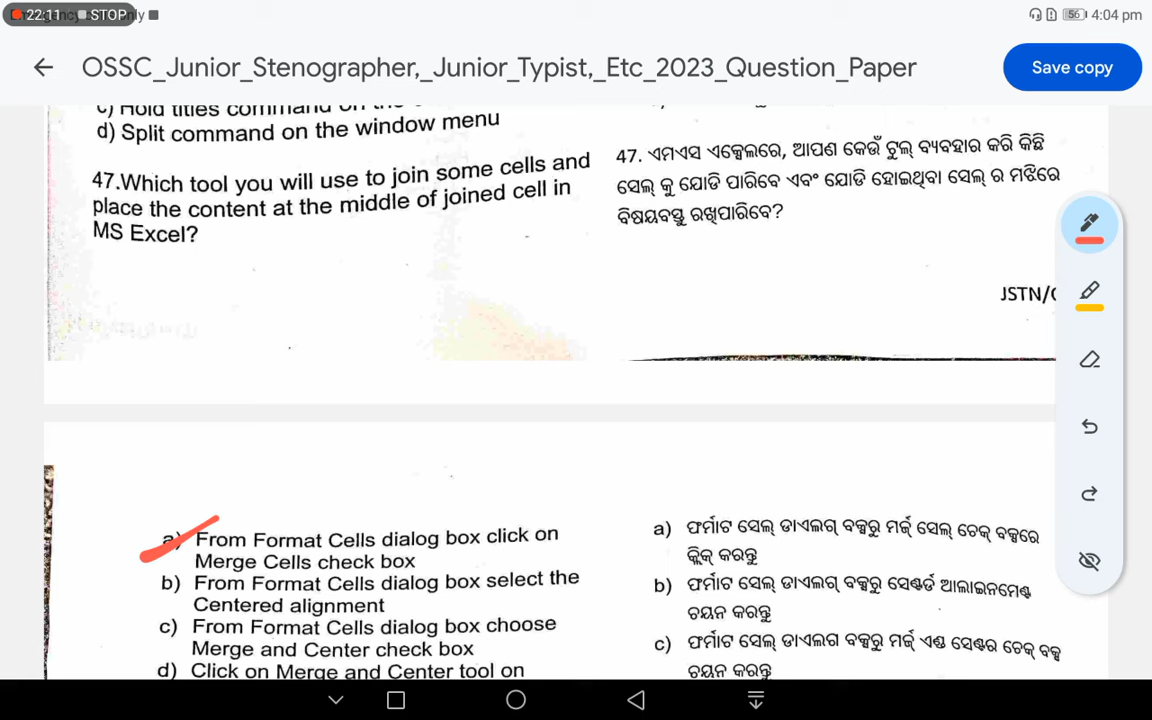 22:11 STOP
56 4:04 pm
OSSC_Junior_Stenographer,_Junior_Typist,_Etc_2023_Question_Paper
Save copy
c) Hold titles command on the
d) Split command on the window menu
47.Which tool you will use to join some cells and
place the content at the middle of joined cell in
MS Excel?
47. ଏମଏସ ଏକ୍ସେଲରେ, ଆପଣ କେଉଁ ଟୁଲ୍ ବ୍ୟବହାର କରି କିଛି
ସେଲ୍ କୁ ଯୋଡି ପାରିବେ ଏବଂ ଯୋଡି ହୋଇଥିବା ସେଲ୍ ର ମଝିରେ
ବିଷୟବସ୍ତୁ ରଖିପାରିବେ?
JSTN/
a) From Format Cells dialog box click on
Merge Cells check box
b) From Format Cells dialog box select the
Centered alignment
c) From Format Cells dialog box choose
Merge and Center check box
d) Click on Merge and Center tool on
a) ଫର୍ମାଟ ସେଲ୍ ଡାଏଲଗ୍ ବକ୍ସରୁ ମର୍ଜ୍ ସେଲ୍ ଚେକ୍ ବକ୍ସରେ
କ୍ଲିକ୍ କରନ୍ତୁ
b) ଫର୍ମାଟ ସେଲ୍ ଡାଏଲଗ୍ ବକ୍ସରୁ ସେଣ୍ଟର୍ଡ ଆଲାଇନମେଣ୍ଟ
ଚୟନ କରନ୍ତୁ
c) ଫର୍ମାଟ ସେଲ୍ ଡାଏଲଗ ବକ୍ସରୁ ମର୍ଜ୍ ଏଣ୍ଡ ସେଣ୍ଟର ଚେକ୍ ବକ୍ସ
ଚୟନ କରନ୍ତୁ